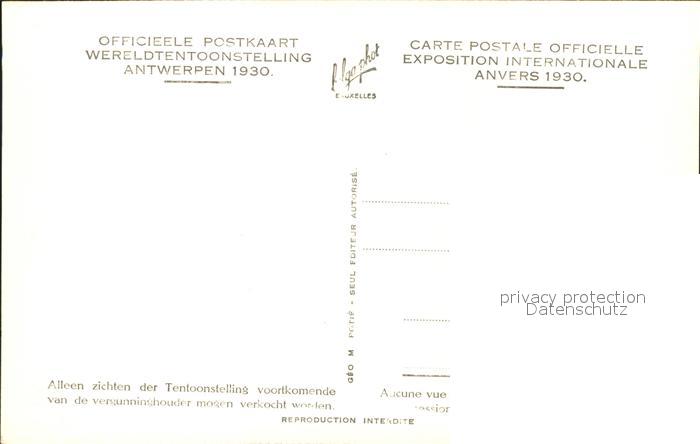 OFFICIEELE POSTKAART
WERELDTENTOONSTELLING
ANTWERPEN 1930.
BRUXELLES
CARTE POSTALE OFFICIELLE
EXPOSITION INTERNATIONALE
ANVERS 1930.
GÉO M. - SEUL EDITEUR AUTORISÉ.
privacy protection
Datenschutz
Alleen zichten der Tentoonstelling voortkomende
van de vergunninghouder mogen verkocht worden.
Aucune vue
REPRODUCTION INTERDITE